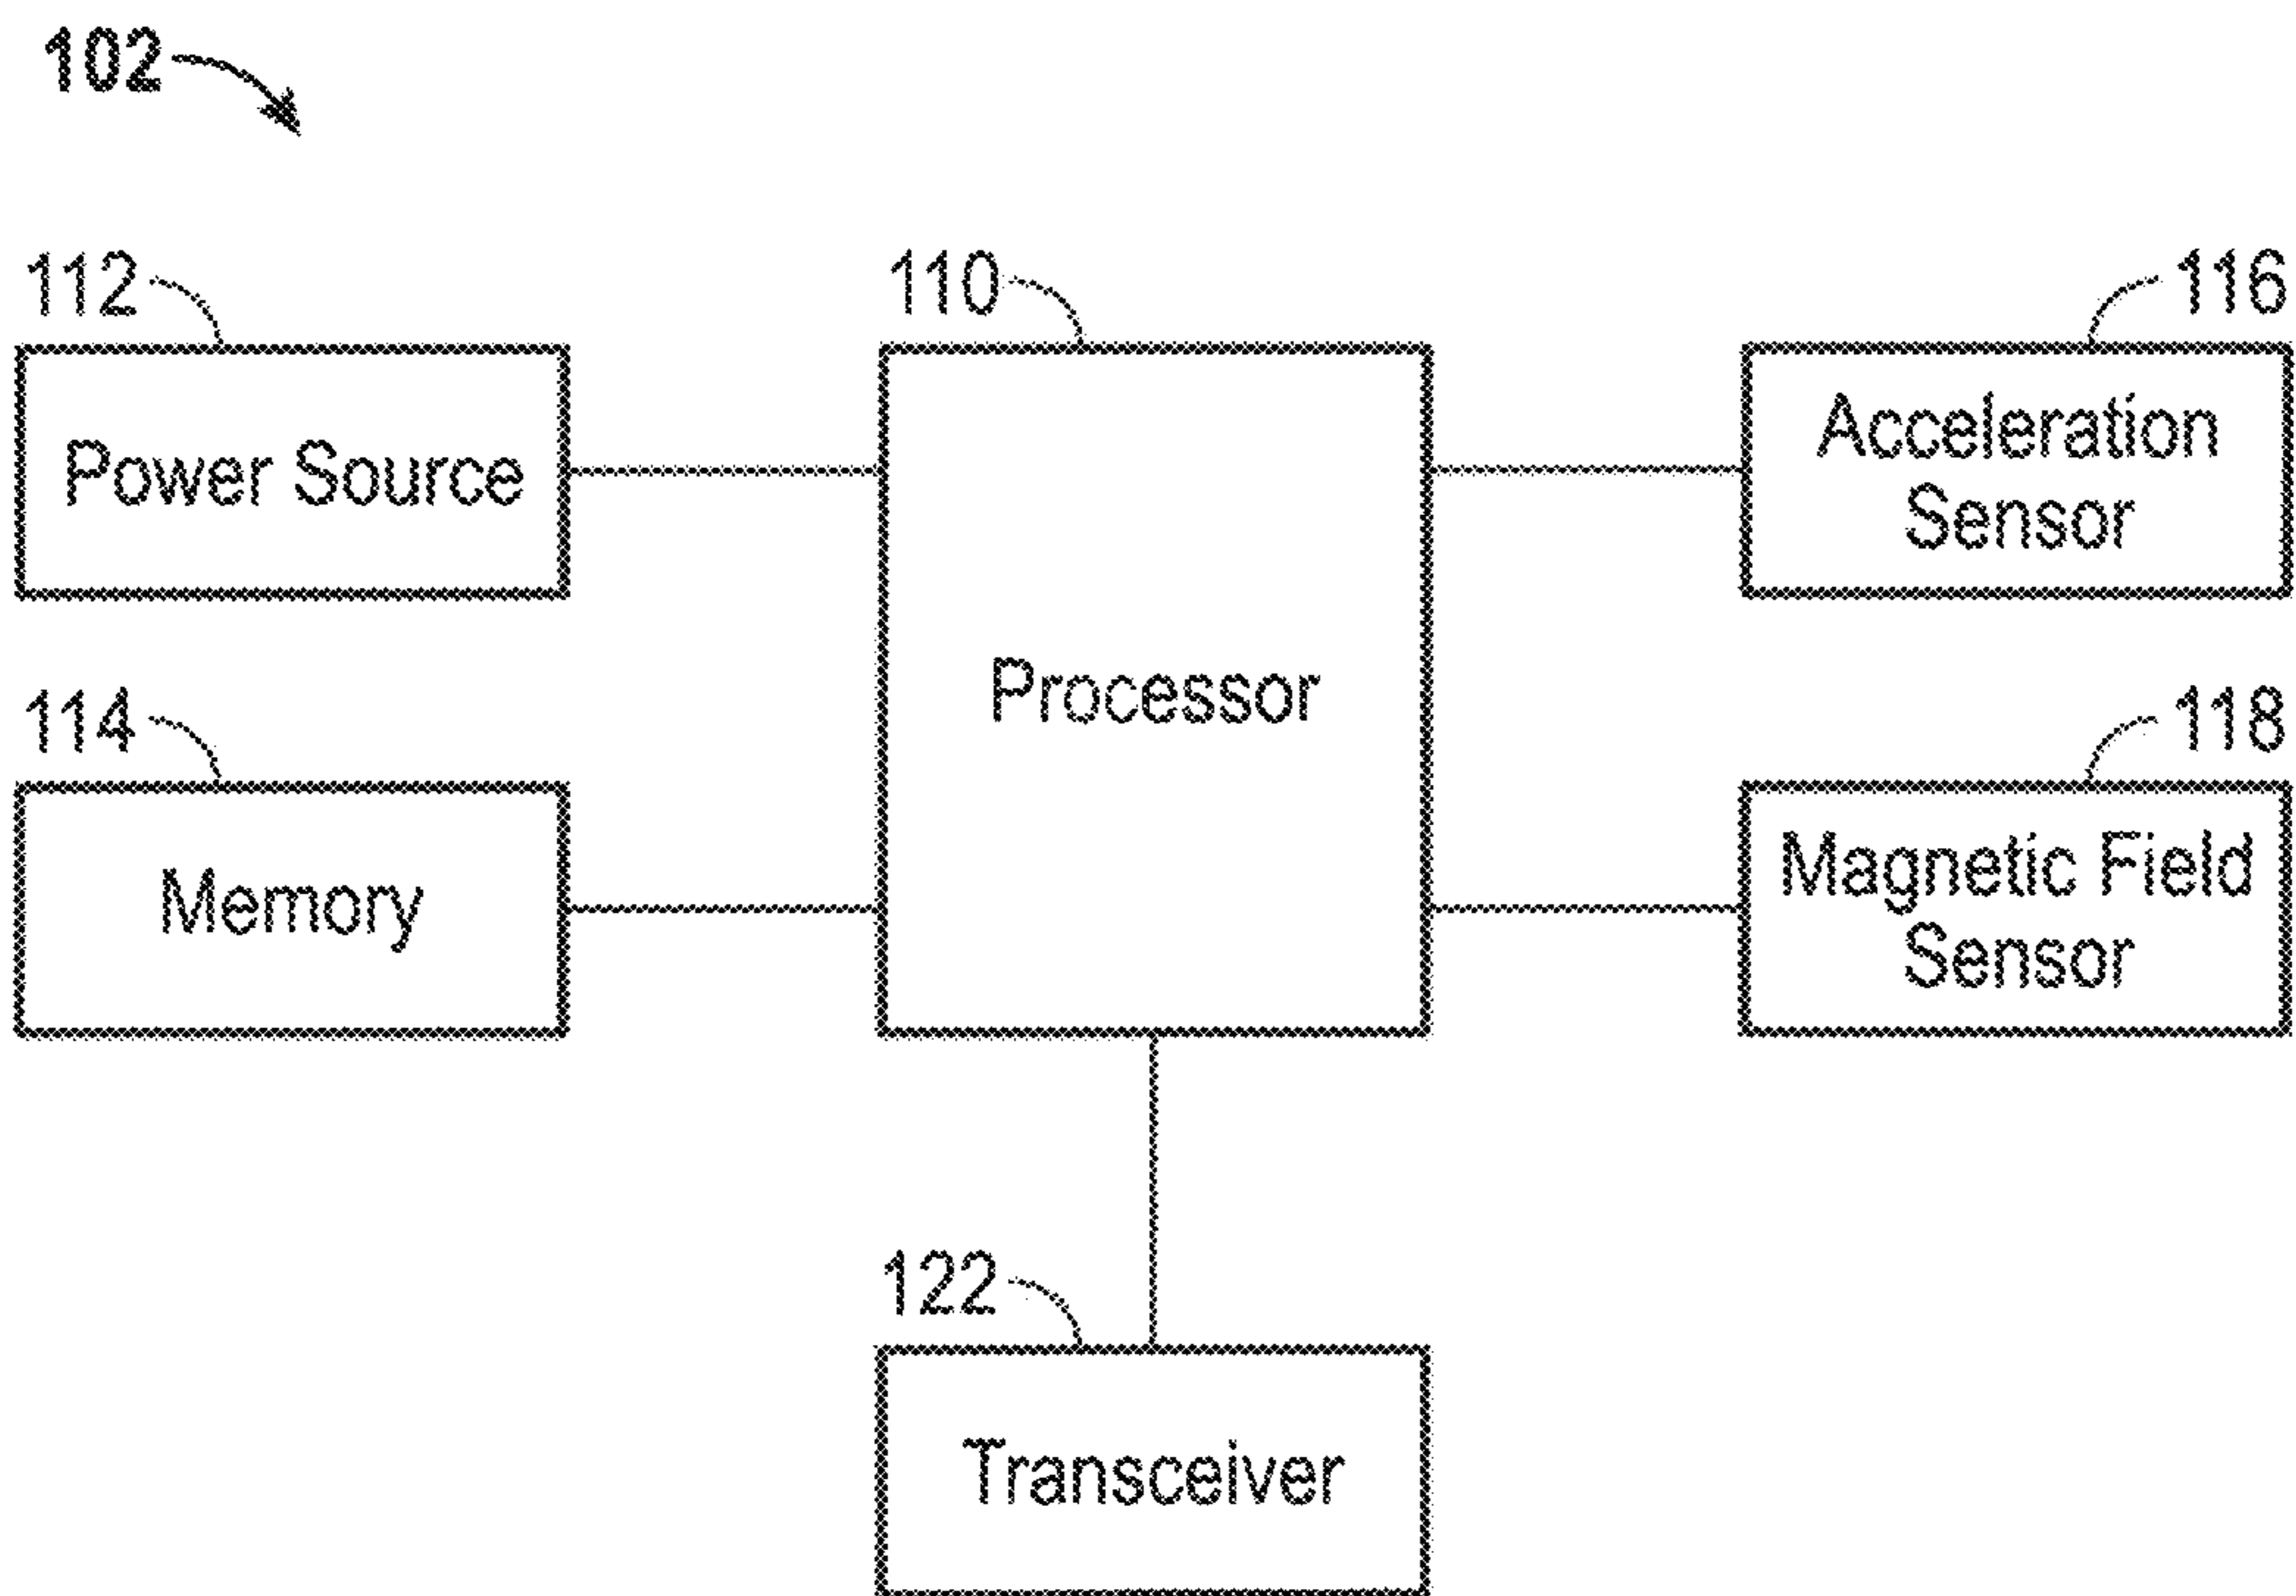 102
112
110
116
Power Source
Processor
Acceleration
Sensor
114
118
Memory
Magnetic Field
Sensor
122
Transceiver